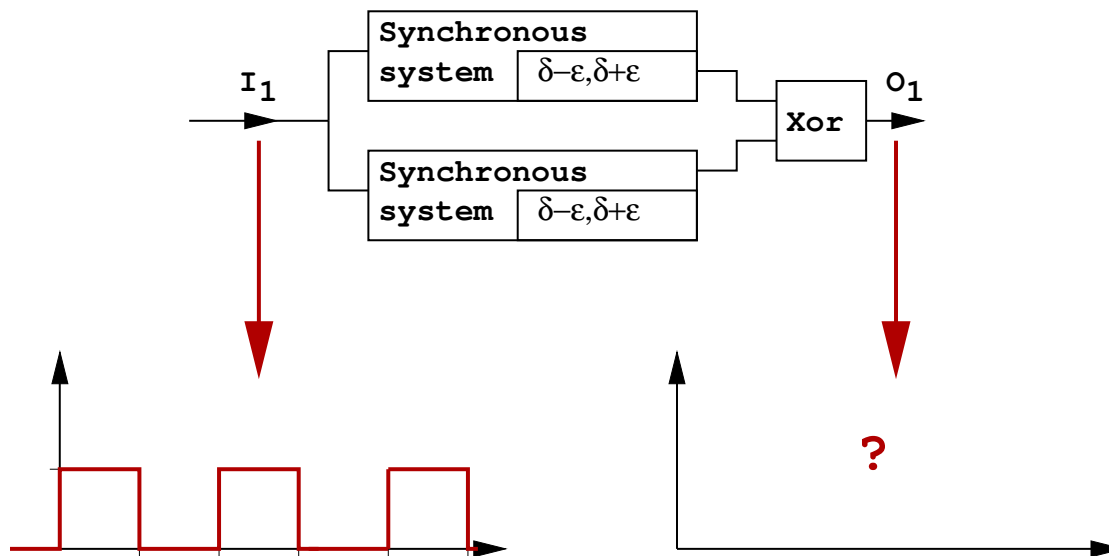 Synchronous
system δ−ε,δ+ε
I1
Xor
O1
Synchronous
system δ−ε,δ+ε
?